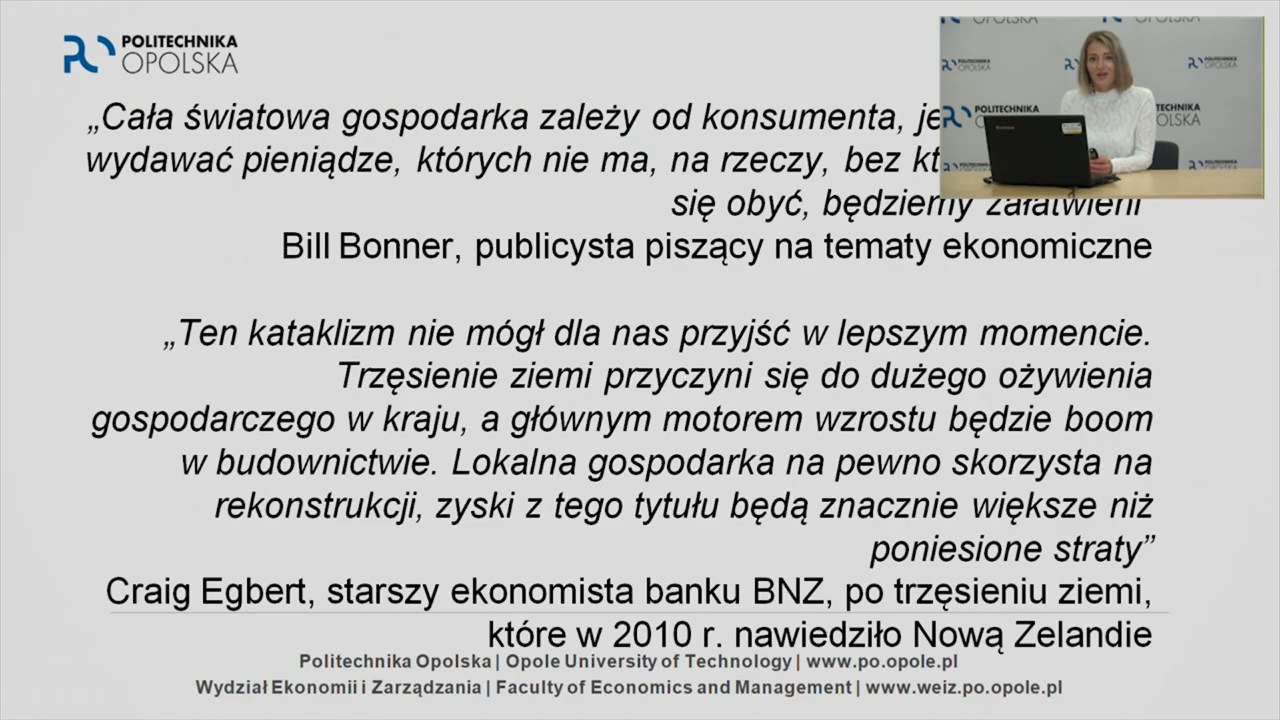 POLITECHNIKA
OPOLSKA
„Cała światowa gospodarka zależy od konsumenta,
wydawać pieniądze, których nie ma, na rzeczy, bez
się obyć, będziemy załatwieni
Bill Bonner, publicysta piszący na tematy ekonomiczne
„Ten kataklizm nie mógł dla nas przyjść w lepszym momencie.
Trzęsienie ziemi przyczyni się do dużego ożywienia
gospodarczego w kraju, a głównym motorem wzrostu będzie boom
w budownictwie. Lokalna gospodarka na pewno skorzysta na
rekonstrukcji, zyski z tego tytułu będą znacznie większe niż
poniesione straty”
Craig Egbert, starszy ekonomista banku BNZ, po trzęsieniu ziemi,
które w 2010 r. nawiedziło Nową Zelandie
Politechnika Opolska | Opole University of Technology | www.po.opole.pl
Wydział Ekonomii i Zarządzania | Faculty of Economics and Management | www.weiz.po.opole.pl